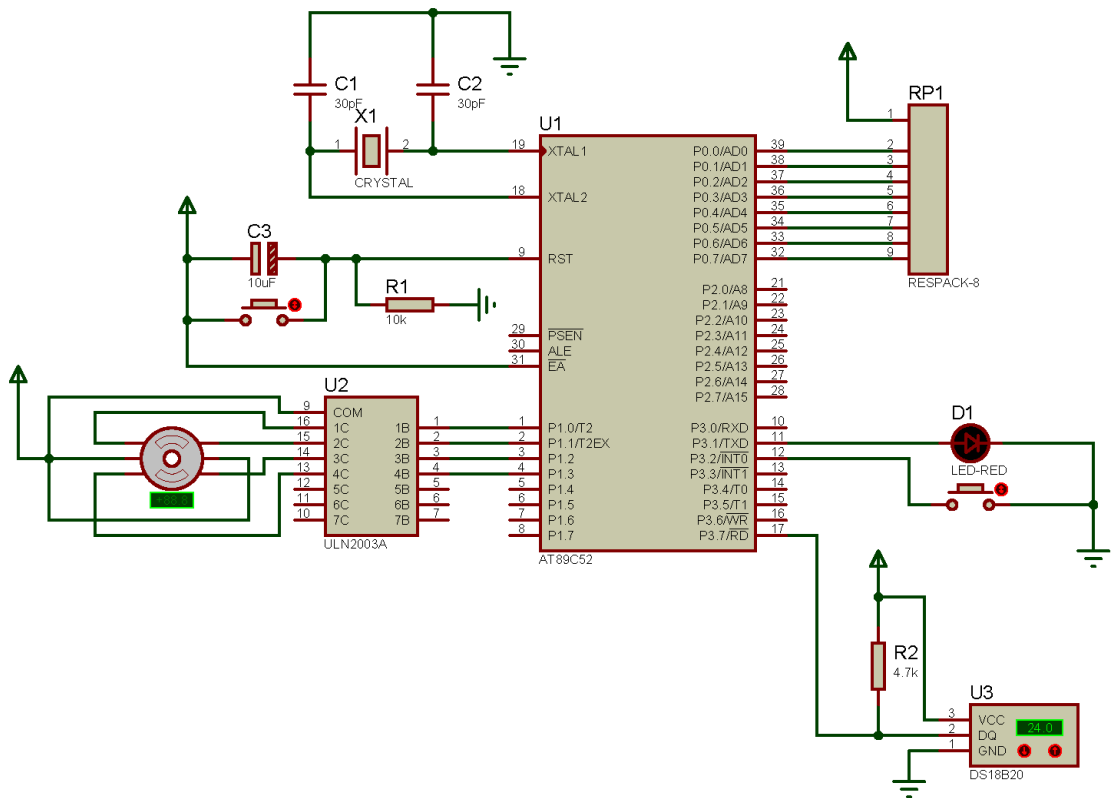 C1
30pF
C2
30pF
X1
1
2
CRYSTAL
U1
19
XTAL1
18
XTAL2
9
RST
29
PSEN
30
ALE
31
EA
1
P1.0/T2
2
P1.1/T2EX
3
P1.2
4
P1.3
5
P1.4
6
P1.5
7
P1.6
8
P1.7
P0.0/AD0
39
P0.1/AD1
38
P0.2/AD2
37
P0.3/AD3
36
P0.4/AD4
35
P0.5/AD5
34
P0.6/AD6
33
P0.7/AD7
32
P2.0/A8
21
P2.1/A9
22
P2.2/A10
23
P2.3/A11
24
P2.4/A12
25
P2.5/A13
26
P2.6/A14
27
P2.7/A15
28
P3.0/RXD
10
P3.1/TXD
11
P3.2/INT0
12
P3.3/INT1
13
P3.4/T0
14
P3.5/T1
15
P3.6/WR
16
P3.7/RD
17
AT89C52
RP1
1
2
3
4
5
6
7
8
9
RESPACK-8
C3
10uF
R1
10k
U2
9
COM
16
1C
15
2C
14
3C
13
4C
12
5C
11
6C
10
7C
1B
1
2B
2
3B
3
4B
4
5B
5
6B
6
7B
7
ULN2003A
D1
LED-RED
R2
4.7k
U3
3
VCC
2
DQ
1
GND
24.0
DS18B20